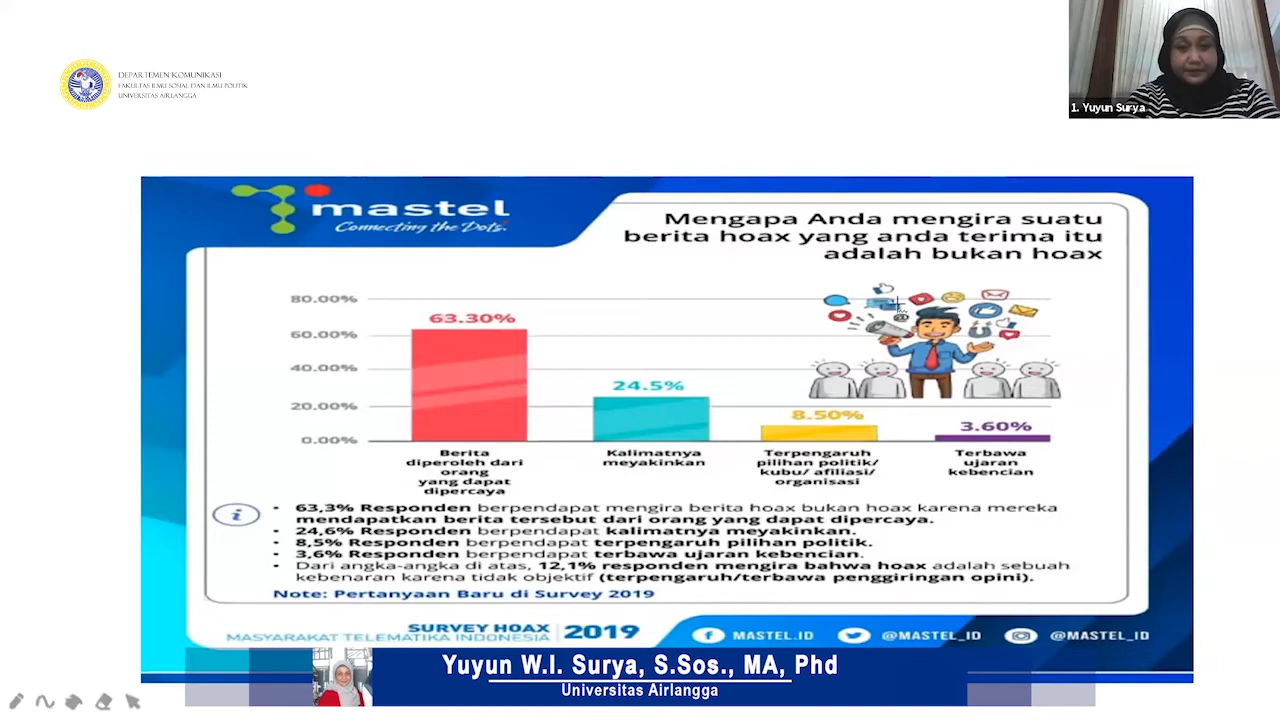 DEPARTEMEN KOMUNIKASI
FAKULTAS ILMU SOSIAL DAN ILMU POLITIK
UNIVERSITAS AIRLANGGA
1. Yuyun Surya
mastel
Connecting the Dots.
Mengapa Anda mengira suatu
berita hoax yang anda terima itu
adalah bukan hoax
80.00%
60.00%
40.00%
20.00%
0.00%
63.30%
24.5%
8.50%
3.60%
Berita
diperoleh dari
orang
yang dapat
dipercaya
Kalimatnya
meyakinkan
Terpengaruh
pilihan politik/
kubu/ afiliasi/
organisasi
Terbawa
ujaran
kebencian
• 63,3% Responden berpendapat mengira berita hoax bukan hoax karena mereka
mendapatkan berita tersebut dari orang yang dapat dipercaya.
• 24,6% Responden berpendapat kalimatnya meyakinkan.
• 8,5% Responden berpendapat terpengaruh pilihan politik.
• 3,6% Responden berpendapat terbawa ujaran kebencian.
• Dari angka-angka di atas, 12,1% responden mengira bahwa hoax adalah sebuah
kebenaran karena tidak objektif (terpengaruh/terbawa penggiringan opini).
Note: Pertanyaan Baru di Survey 2019
SURVEY HOAX
MASYARAKAT TELEMATIKA INDONESIA
2019
MASTEL.ID
@MASTEL_ID
@MASTEL_ID
Yuyun W.I. Surya, S.Sos., MA, Phd
Universitas Airlangga